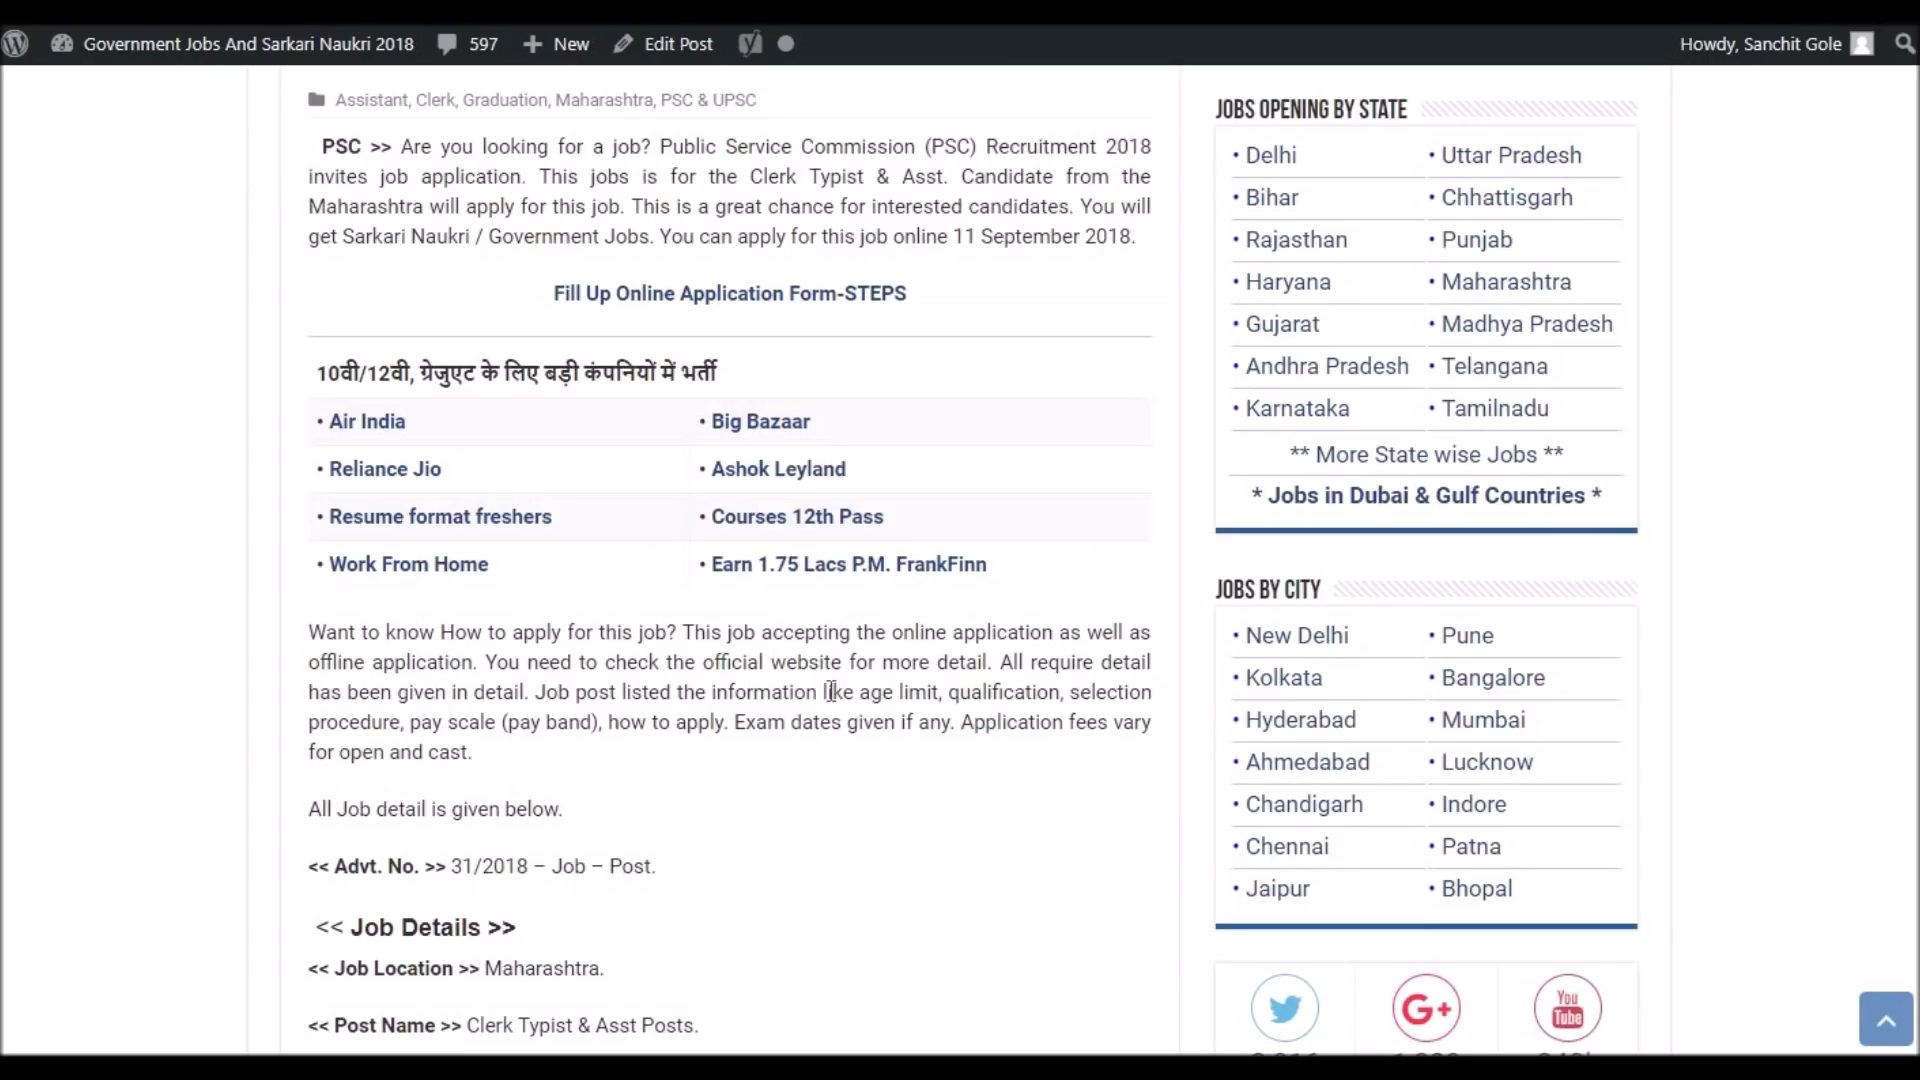 Government Jobs And Sarkari Naukri 2018 597 New Edit Post Howdy, Sanchit Gole
Assistant, Clerk, Graduation, Maharashtra, PSC & UPSC
PSC >> Are you looking for a job? Public Service Commission (PSC) Recruitment 2018
invites job application. This jobs is for the Clerk Typist & Asst. Candidate from the
Maharashtra will apply for this job. This is a great chance for interested candidates. You will
get Sarkari Naukri / Government Jobs. You can apply for this job online 11 September 2018.
Fill Up Online Application Form-STEPS
10वी/12वी, ग्रेजुएट के लिए बड़ी कंपनियों में भर्ती
• Air India • Big Bazaar
• Reliance Jio • Ashok Leyland
• Resume format freshers • Courses 12th Pass
• Work From Home • Earn 1.75 Lacs P.M. FrankFinn
Want to know How to apply for this job? This job accepting the online application as well as
offline application. You need to check the official website for more detail. All require detail
has been given in detail. Job post listed the information like age limit, qualification, selection
procedure, pay scale (pay band), how to apply. Exam dates given if any. Application fees vary
for open and cast.
All Job detail is given below.
<< Advt. No. >> 31/2018 – Job – Post.
<< Job Details >>
<< Job Location >> Maharashtra.
<< Post Name >> Clerk Typist & Asst Posts.
JOBS OPENING BY STATE
• Delhi • Uttar Pradesh
• Bihar • Chhattisgarh
• Rajasthan • Punjab
• Haryana • Maharashtra
• Gujarat • Madhya Pradesh
• Andhra Pradesh • Telangana
• Karnataka • Tamilnadu
** More State wise Jobs **
* Jobs in Dubai & Gulf Countries *
JOBS BY CITY
• New Delhi • Pune
• Kolkata • Bangalore
• Hyderabad • Mumbai
• Ahmedabad • Lucknow
• Chandigarh • Indore
• Chennai • Patna
• Jaipur • Bhopal
G+ You
Tube